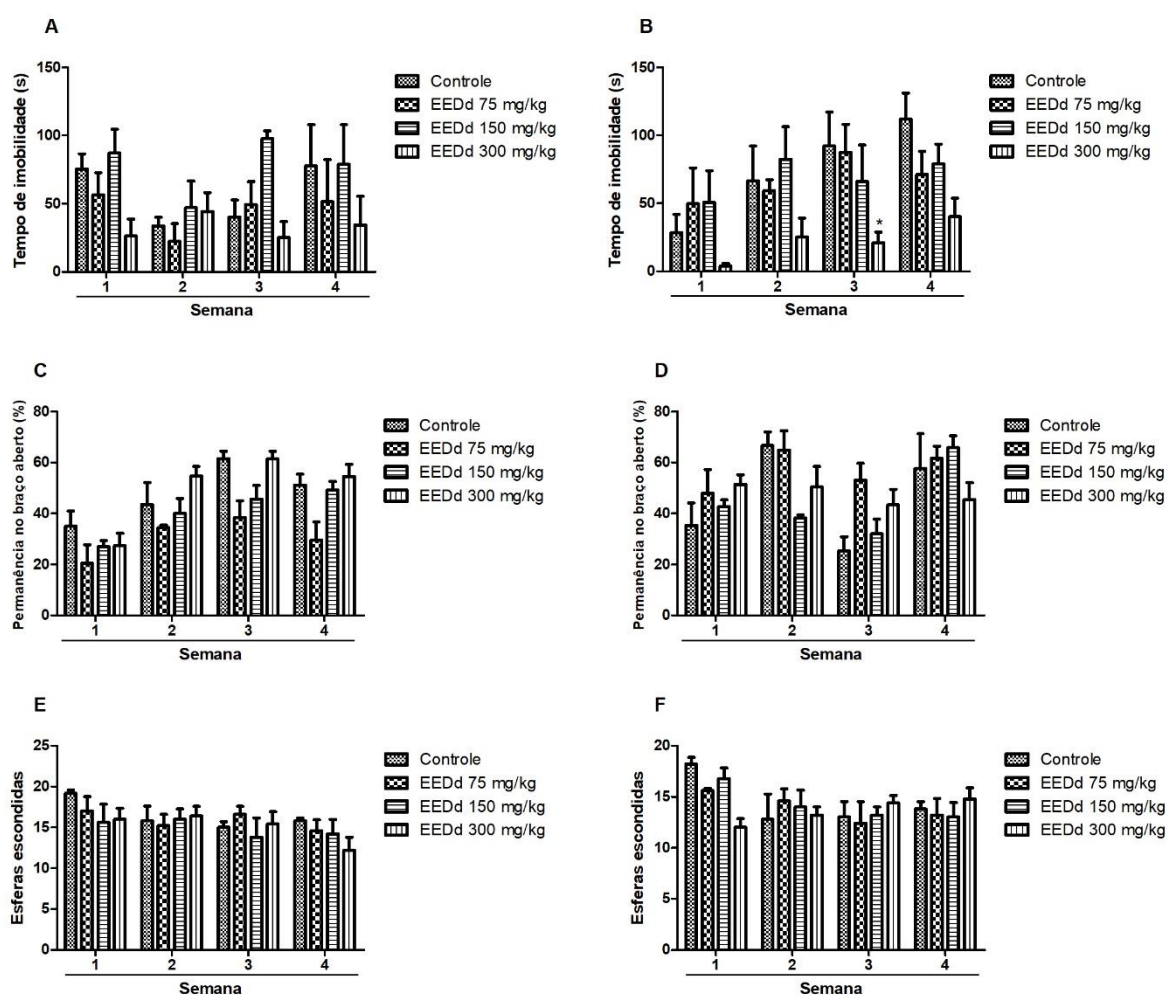 A
Tempo de imobilidade (s)
150
100
50
0
1 2 3 4
Semana
Controle
EEDd 75 mg/kg
EEDd 150 mg/kg
EEDd 300 mg/kg
B
Tempo de imobilidade (s)
150
100
50
0
*
1 2 3 4
Semana
Controle
EEDd 75 mg/kg
EEDd 150 mg/kg
EEDd 300 mg/kg
C
Permanência no braço aberto (%)
80
60
40
20
0
1 2 3 4
Semana
Controle
EEDd 75 mg/kg
EEDd 150 mg/kg
EEDd 300 mg/kg
D
Permanência no braço aberto (%)
80
60
40
20
0
1 2 3 4
Semana
Controle
EEDd 75 mg/kg
EEDd 150 mg/kg
EEDd 300 mg/kg
E
Esferas escondidas
25
20
15
10
5
0
1 2 3 4
Semana
Controle
EEDd 75 mg/kg
EEDd 150 mg/kg
EEDd 300 mg/kg
F
Esferas escondidas
20
15
10
5
0
1 2 3 4
Semana
Controle
EEDd 75 mg/kg
EEDd 150 mg/kg
EEDd 300 mg/kg